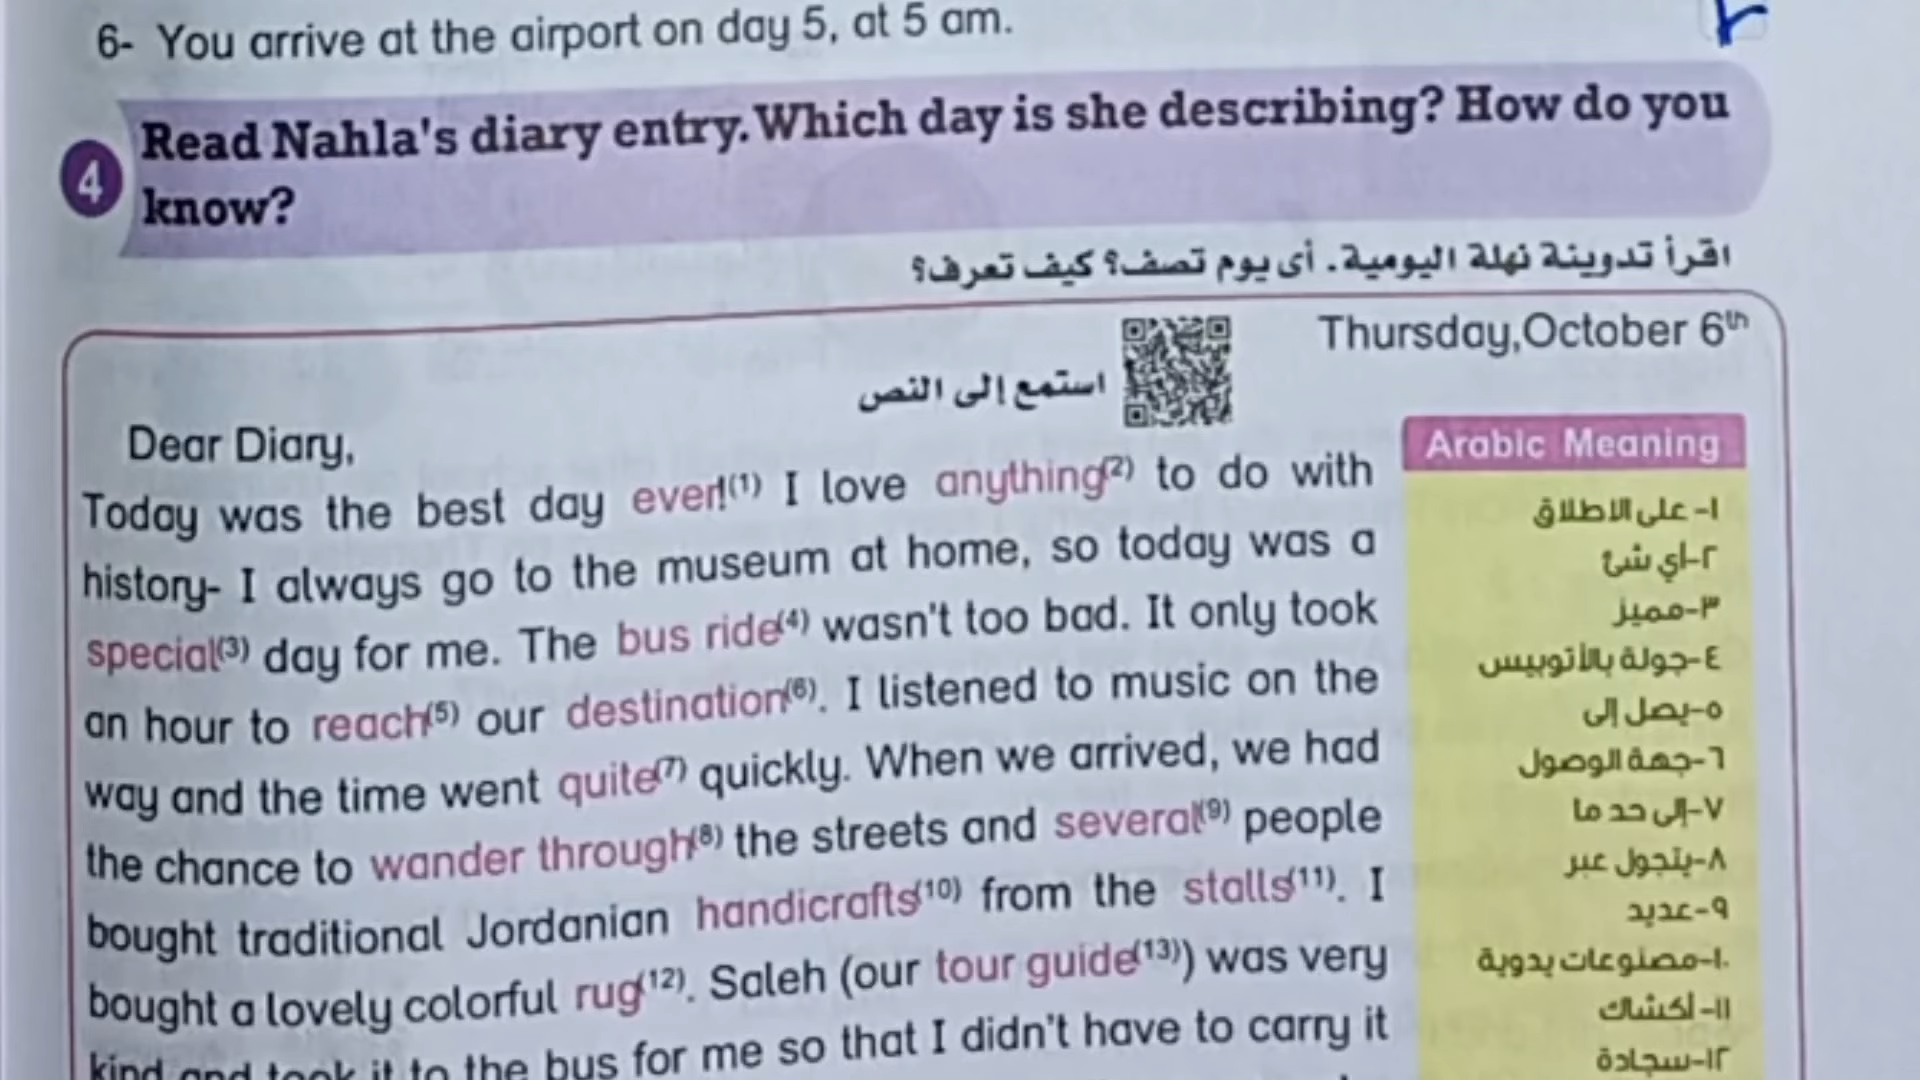 6- You arrive at the airport on day 5, at 5 am.
4 Read Nahla's diary entry. Which day is she describing? How do you
know?
اقرأ تدوينة نهلة اليومية. أى يوم تصف؟ كيف تعرف؟
Thursday,October 6th
استمع إلى النص
Dear Diary,
Today was the best day ever!(1) I love anything(2) to do with
history- I always go to the museum at home, so today was a
special(3) day for me. The bus ride(4) wasn't too bad. It only took
an hour to reach(5) our destination(6). I listened to music on the
way and the time went quite(7) quickly. When we arrived, we had
the chance to wander through(8) the streets and several(9) people
bought traditional Jordanian handicrafts(10) from the stalls(11). I
bought a lovely colorful rug(12). Saleh (our tour guide(13)) was very
kind and took it to the bus for me so that I didn't have to carry it
Arabic Meaning
١- على الاطلاق
٢-أي شئ
٣-مميز
٤-جولة بالأتوبيس
٥-يصل إلى
٦-جهة الوصول
٧-إلى حد ما
٨-يتجول عبر
٩-عديد
١٠-مصنوعات يدوية
١١- أكشاك
١٢-سجادة